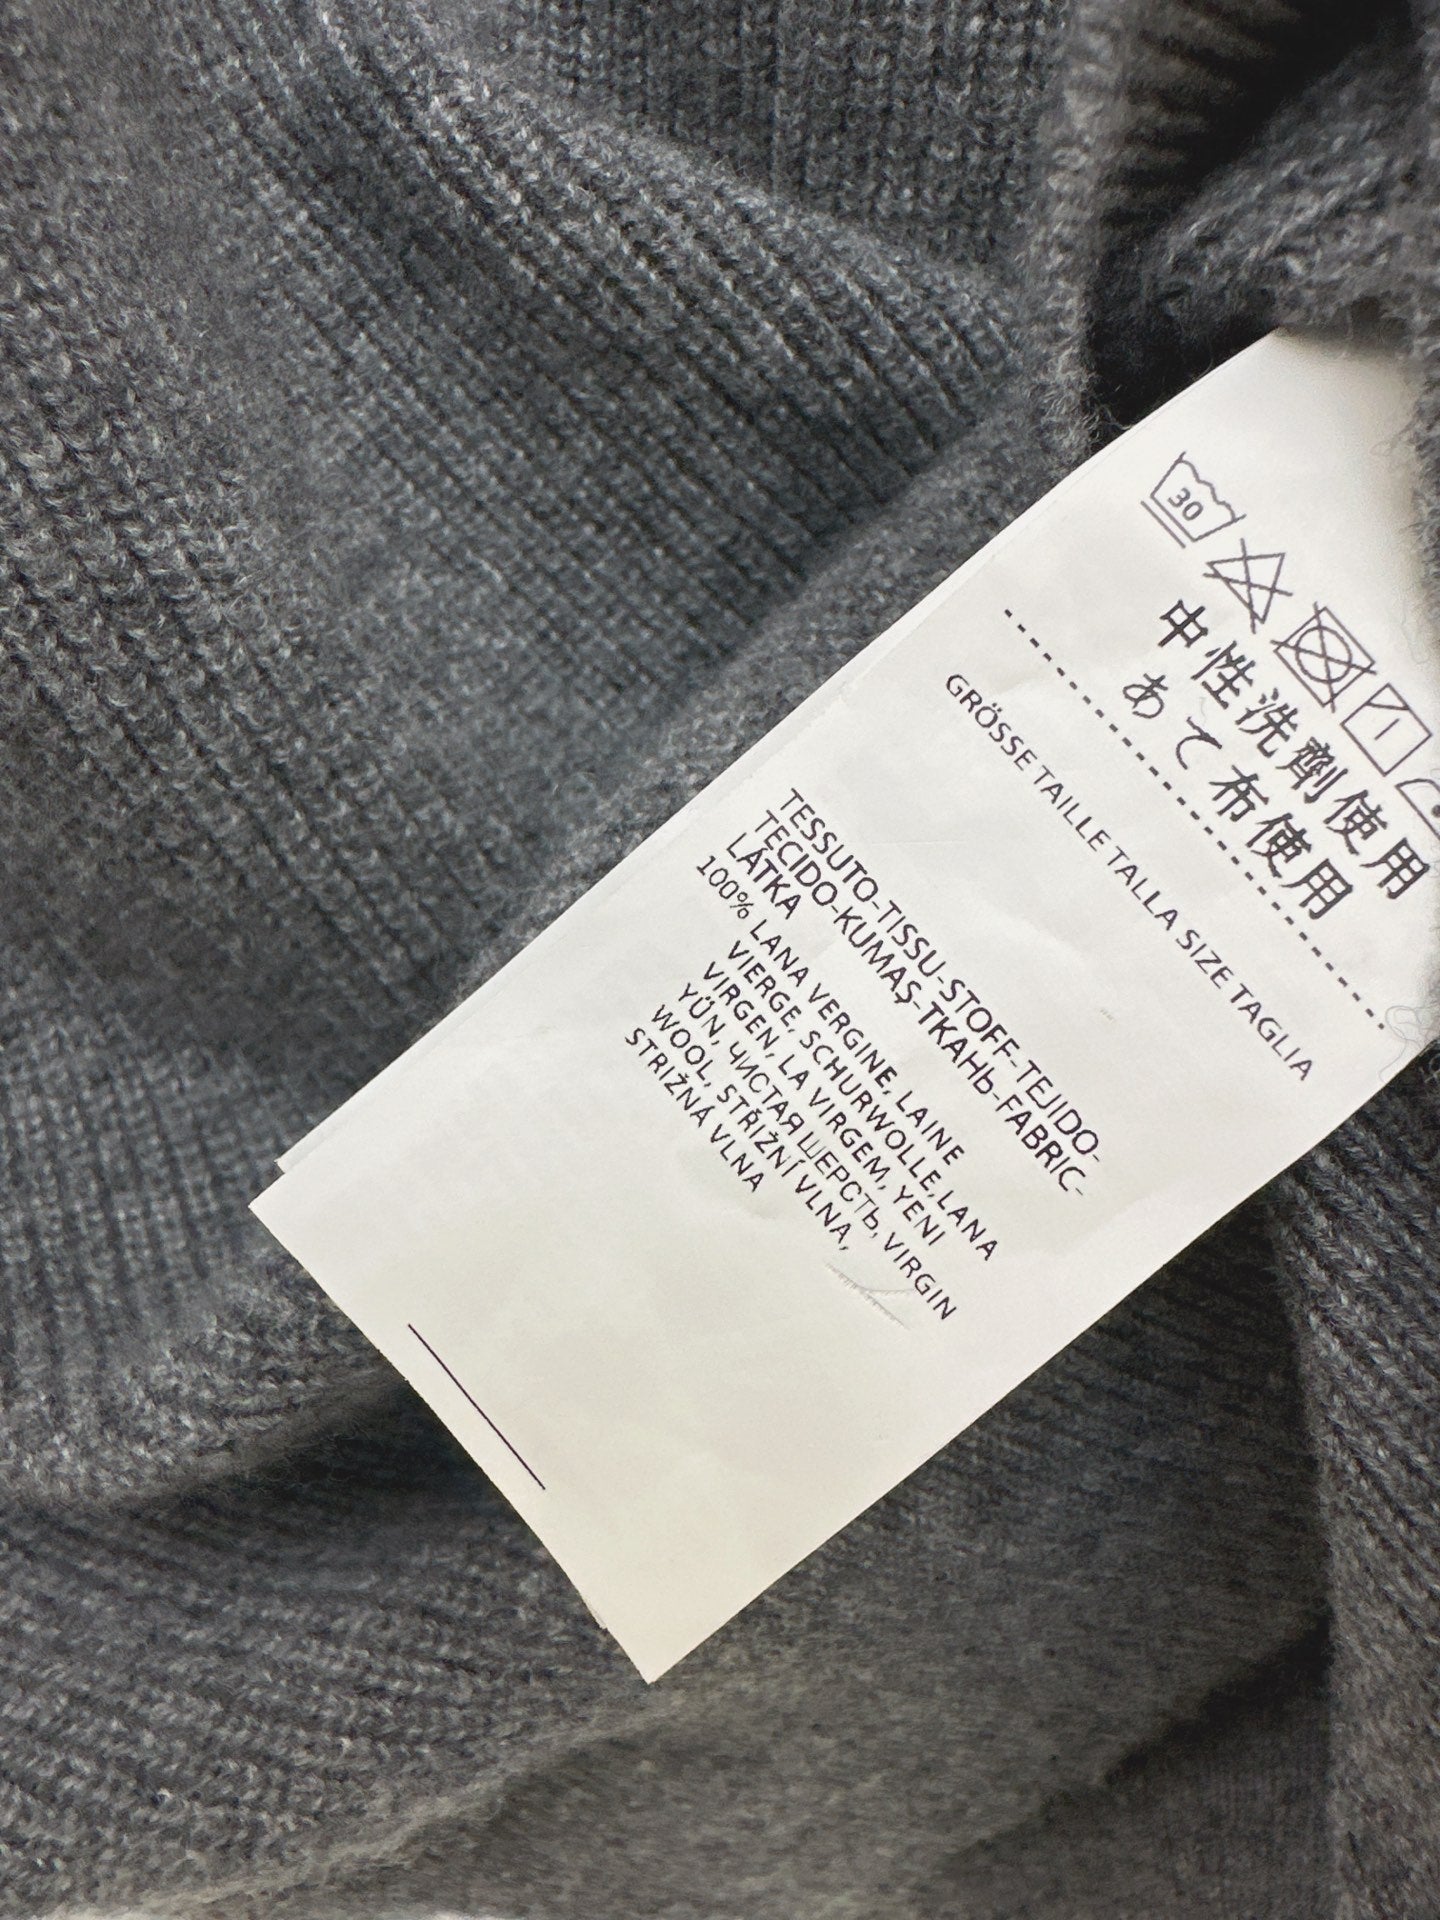 30
中性洗剤使用
あて布使用
GRÖSSE TAILLE TALLA SIZE TAGLIA
TESSUTO-TISSU-STOFF-TEJIDO-
TECIDO-KUMAŞ-ТКАНЬ-FABRIC-
LÁTKA
100% LANA VERGINE, LAINE
VIERGE, SCHURWOLLE, LANA
VIRGEN, LA VIRGEM, YENI
YŰN, ЧИСТАЯ ШЕРСТЬ, VIRGIN
WOOL, STŘIŽNÍ VLNA,
STRIŽNÁ VLNA